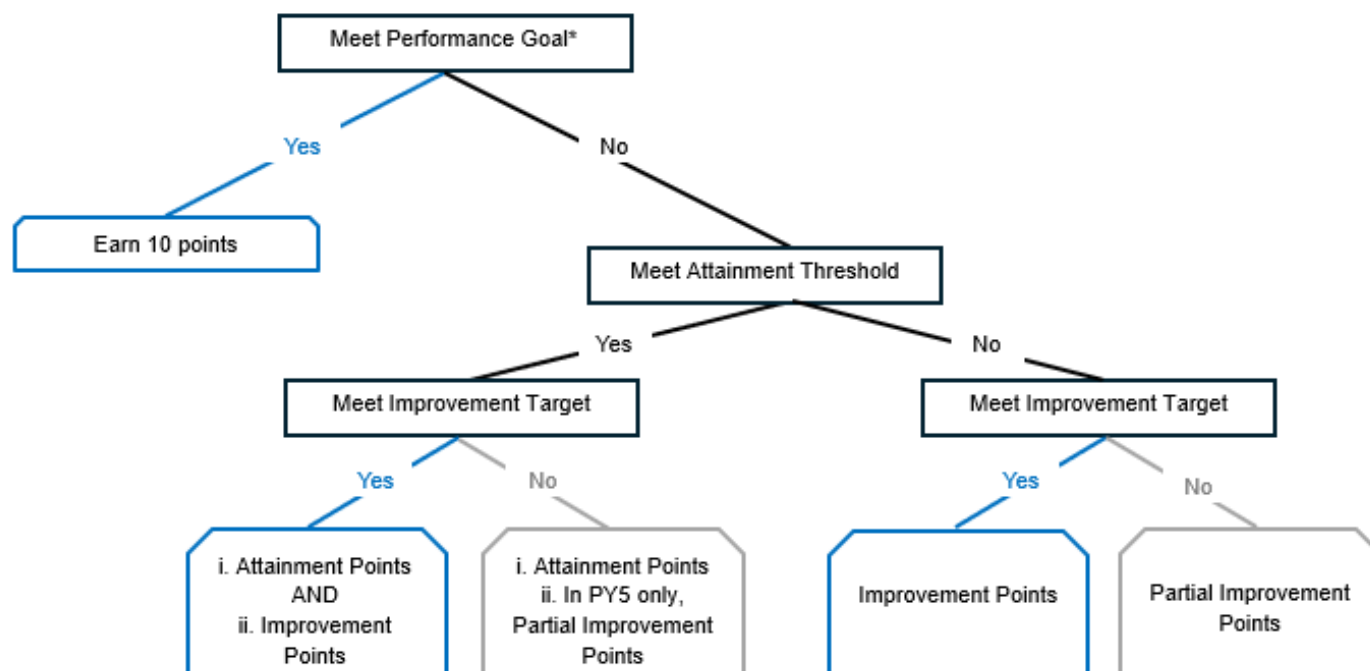 Meet Performance Goal*
Yes
No
Earn 10 points
Meet Attainment Threshold
Yes
No
Meet Improvement Target
Meet Improvement Target
Yes
No
Yes
No
i. Attainment Points
AND
ii. Improvement
Points
i. Attainment Points
ii. In PY5 only,
Partial Improvement
Points
Improvement Points
Partial Improvement
Points